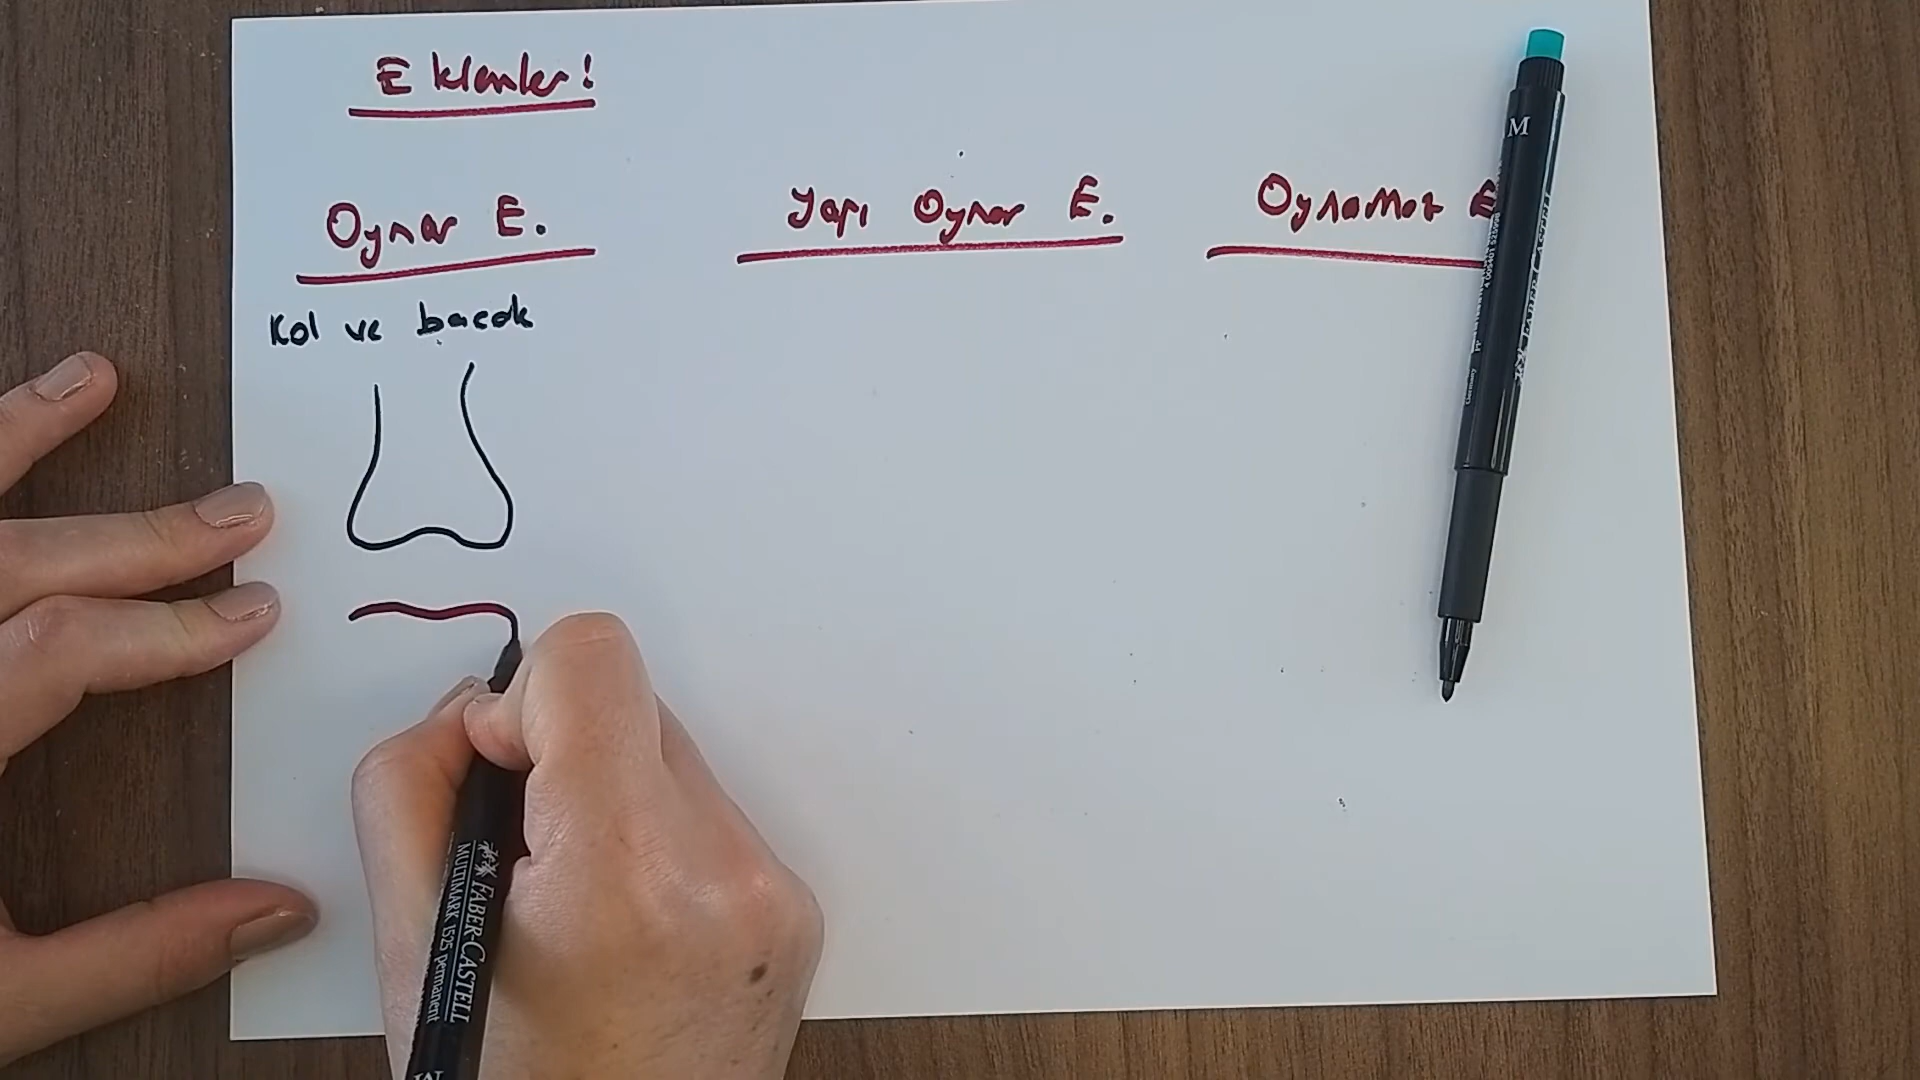 Eklemler!
Oynar E.
Yarı Oynar E.
Oynamaz E
Kol ve bacak
M
FABER-CASTELL
MULTIMARK 1525 permanent